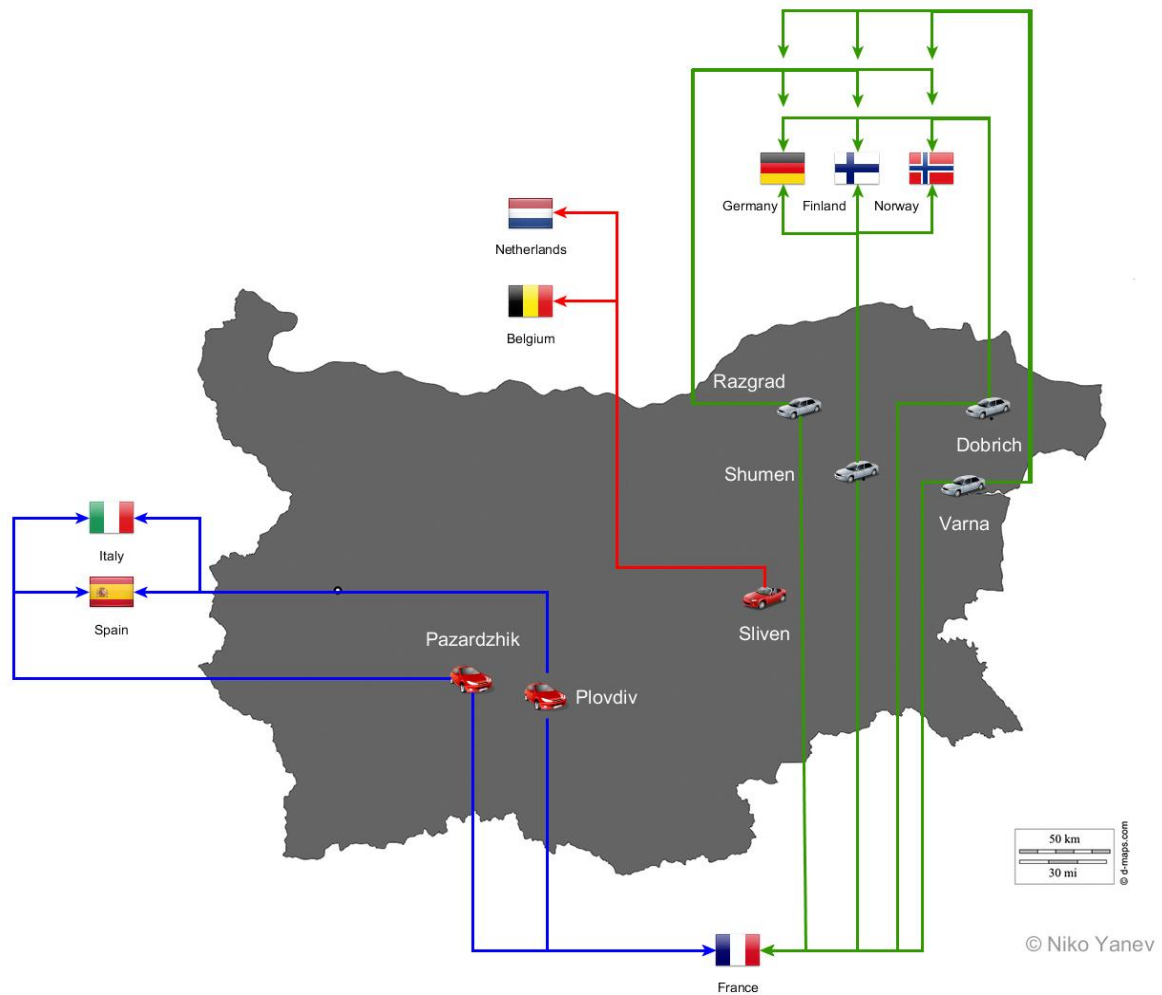 Germany
Finland
Norway
Netherlands
Belgium
Razgrad
Dobrich
Shumen
Varna
Italy
Spain
Sliven
Pazardzhik
Plovdiv
50 km
30 mi
© d-maps.com
© Niko Yanev
France